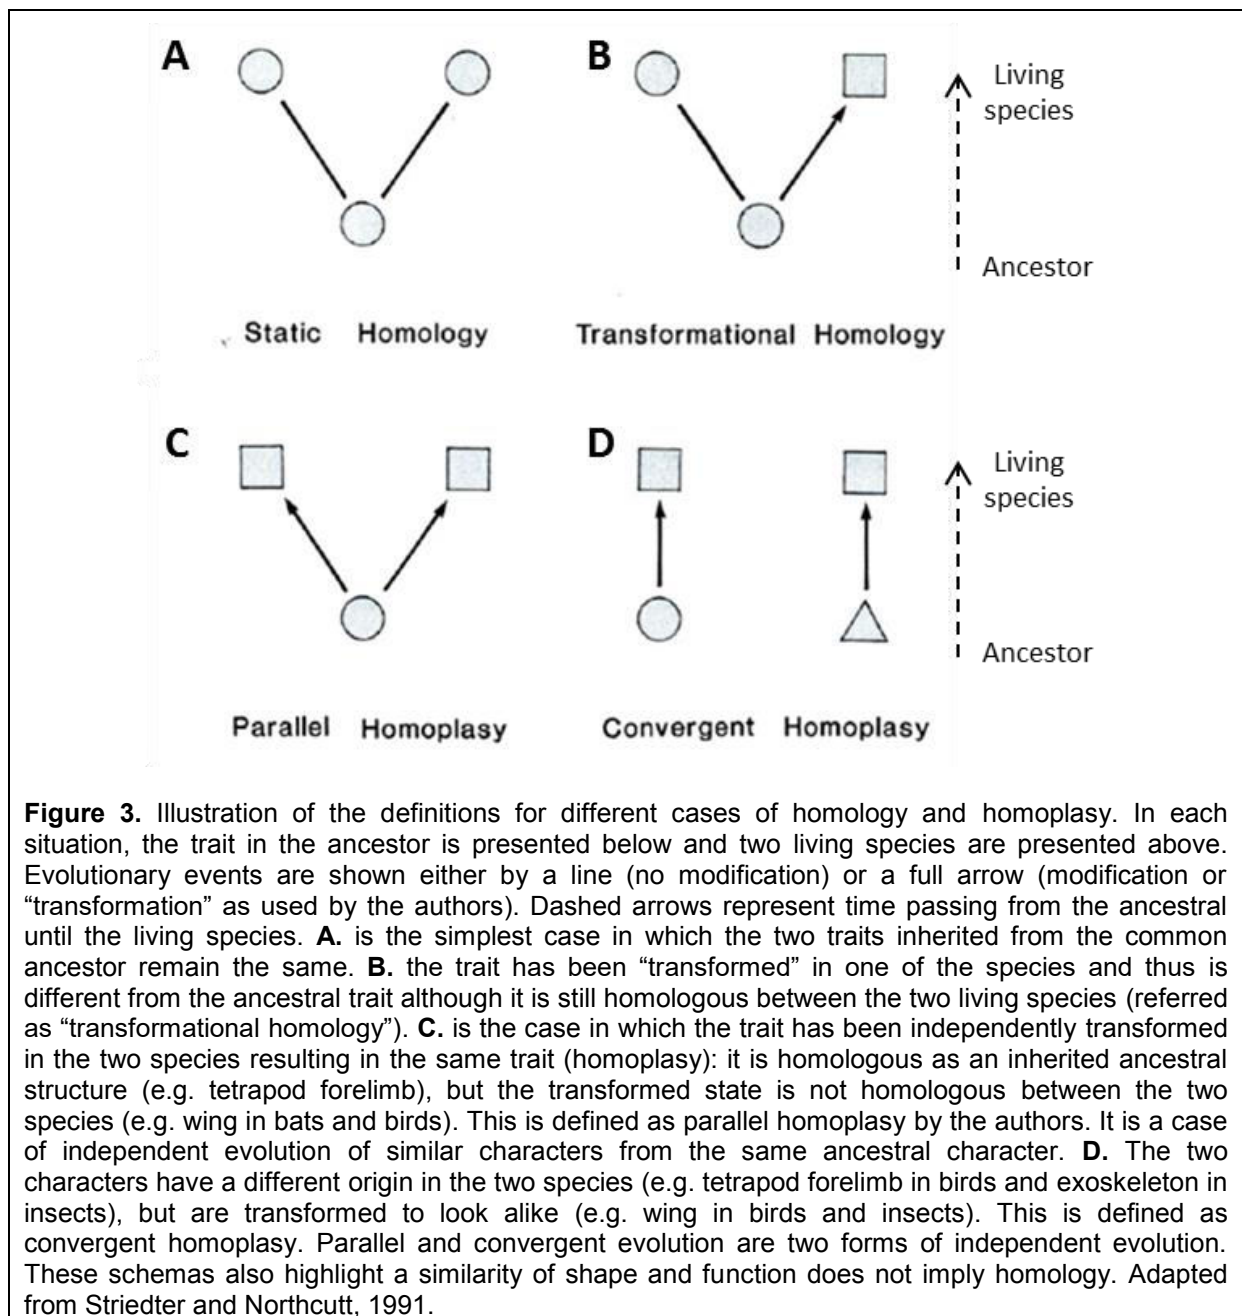 A
B
Living
species
Ancestor
Static Homology
Transformational Homology
C
D
Living
species
Ancestor
Parallel Homoplasy
Convergent Homoplasy
Figure 3. Illustration of the definitions for different cases of homology and homoplasy. In each
situation, the trait in the ancestor is presented below and two living species are presented above.
Evolutionary events are shown either by a line (no modification) or a full arrow (modification or
“transformation” as used by the authors). Dashed arrows represent time passing from the ancestral
until the living species. A. is the simplest case in which the two traits inherited from the common
ancestor remain the same. B. the trait has been “transformed” in one of the species and thus is
different from the ancestral trait although it is still homologous between the two living species (referred
as “transformational homology”). C. is the case in which the trait has been independently transformed
in the two species resulting in the same trait (homoplasy): it is homologous as an inherited ancestral
structure (e.g. tetrapod forelimb), but the transformed state is not homologous between the two
species (e.g. wing in bats and birds). This is defined as parallel homoplasy by the authors. It is a case
of independent evolution of similar characters from the same ancestral character. D. The two
characters have a different origin in the two species (e.g. tetrapod forelimb in birds and exoskeleton in
insects), but are transformed to look alike (e.g. wing in birds and insects). This is defined as
convergent homoplasy. Parallel and convergent evolution are two forms of independent evolution.
These schemas also highlight a similarity of shape and function does not imply homology. Adapted
from Striedter and Northcutt, 1991.